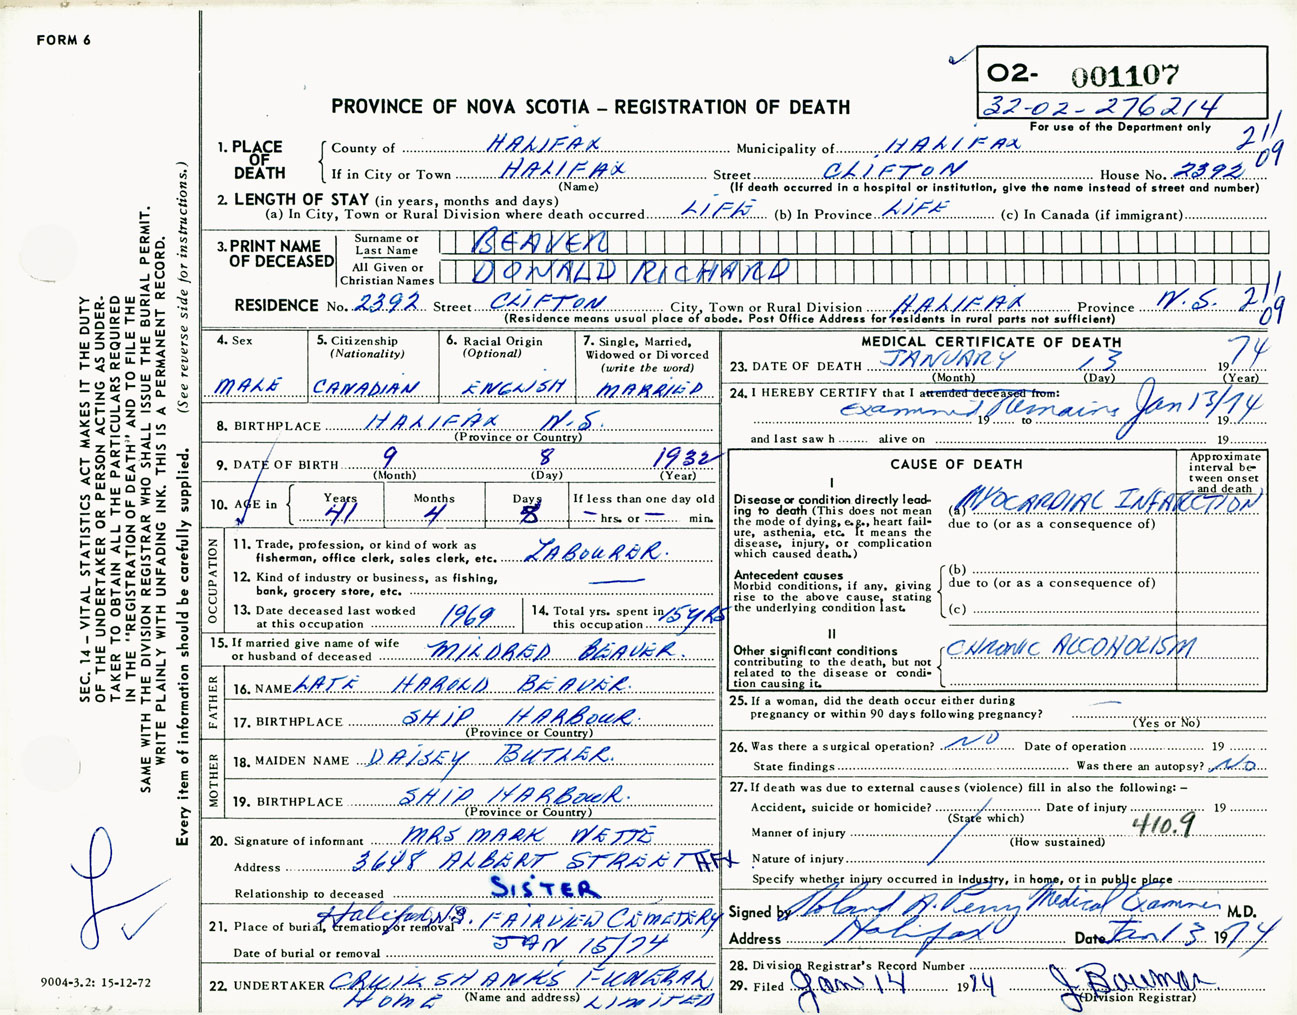 FORM 6
O2- 001107
32-02-276214
For use of the Department only
PROVINCE OF NOVA SCOTIA – REGISTRATION OF DEATH
SEC. 14 – VITAL STATISTICS ACT MAKES IT THE DUTY
OF THE UNDERTAKER OR PERSON ACTING AS UNDER-
TAKER TO OBTAIN ALL THE PARTICULARS REQUIRED
IN THE "REGISTRATION OF DEATH" AND TO FILE THE
SAME WITH THE DIVISION REGISTRAR WHO SHALL ISSUE THE BURIAL PERMIT.
WRITE PLAINLY WITH UNFADING INK. THIS IS A PERMANENT RECORD.
Every item of information should be carefully supplied. (See reverse side for instructions.)
1. PLACE OF DEATH
County of HALIFAX Municipality of HALIFAX 211
09
If in City or Town HALIFAX Street CLIFTON House No. 2392
(Name) (If death occurred in a hospital or institution, give the name instead of street and number)
2. LENGTH OF STAY (in years, months and days)
(a) In City, Town or Rural Division where death occurred LIFE (b) In Province LIFE (c) In Canada (if immigrant)
3. PRINT NAME OF DECEASED
Surname or Last Name BEAVER
All Given or Christian Names DONALD RICHARD
RESIDENCE No. 2392 Street CLIFTON City, Town or Rural Division HALIFAX Province N.S. 211
09
(Residence means usual place of abode. Post Office Address for residents in rural parts not sufficient)
4. Sex
MALE
5. Citizenship
(Nationality)
CANADIAN
6. Racial Origin
(Optional)
ENGLISH
7. Single, Married,
Widowed or Divorced
(write the word)
MARRIED
8. BIRTHPLACE HALIFAX N.S.
(Province or Country)
9. DATE OF BIRTH 9 8 1932
(Month) (Day) (Year)
10. AGE in
Years Months Days If less than one day old
41 4 5 – hrs. or – min.
OCCUPATION
11. Trade, profession, or kind of work as
fisherman, office clerk, sales clerk, etc. LABOURER.
12. Kind of industry or business, as fishing,
bank, grocery store, etc. —
13. Date deceased last worked
at this occupation 1969
14. Total yrs. spent in
this occupation 15 YRS
15. If married give name of wife
or husband of deceased MILDRED BEAVER.
FATHER
16. NAME LATE HAROLD BEAVER.
17. BIRTHPLACE SHIP HARBOUR.
(Province or Country)
MOTHER
18. MAIDEN NAME DAISEY BUTLER.
19. BIRTHPLACE SHIP HARBOUR.
(Province or Country)
20. Signature of informant MRS MARK
Address 3648 ALBERT STREET HFX
Relationship to deceased SISTER
21. Place of burial, cremation or removal Halifax N.S. FAIRVIEW CEMETERY
Date of burial or removal JAN 15/74
22. UNDERTAKER CRUIKSHANKS FUNERAL
HOME (Name and address) LIMITED
MEDICAL CERTIFICATE OF DEATH
23. DATE OF DEATH JANUARY 13 1974
(Month) (Day) (Year)
24. I HEREBY CERTIFY that I attended deceased from:
Examined Remains Jan 13/74
19 to 19
and last saw h alive on 19
CAUSE OF DEATH
Approximate
interval be-
tween onset
and death
I
Disease or condition directly lead-
ing to death (This does not mean
the mode of dying, e.g., heart fail-
ure, asthenia, etc. It means the
disease, injury, or complication
which caused death.)
(a) MYOCARDIAL INFARCTION
due to (or as a consequence of)
Antecedent causes
Morbid conditions, if any, giving
rise to the above cause, stating
the underlying condition last.
(b)
due to (or as a consequence of)
(c)
II
Other significant conditions
contributing to the death, but not
related to the disease or condi-
tion causing it.
CHRONIC ALCOHOLISM
25. If a woman, did the death occur either during
pregnancy or within 90 days following pregnancy? —
(Yes or No)
26. Was there a surgical operation? NO Date of operation 19
State findings Was there an autopsy? NO
27. If death was due to external causes (violence) fill in also the following: –
Accident, suicide or homicide? Date of injury 19
(State which)
410.9
Manner of injury
(How sustained)
Nature of injury
Specify whether injury occurred in Industry, in home, or in public place
Signed by Roland A. Perry Medical Examiner M.D.
Address Halifax Date Jan 13 1974
28. Division Registrar's Record Number
29. Filed Jan 14 1974 J. Bowman
(Division Registrar)
9004-3.2: 15-12-72